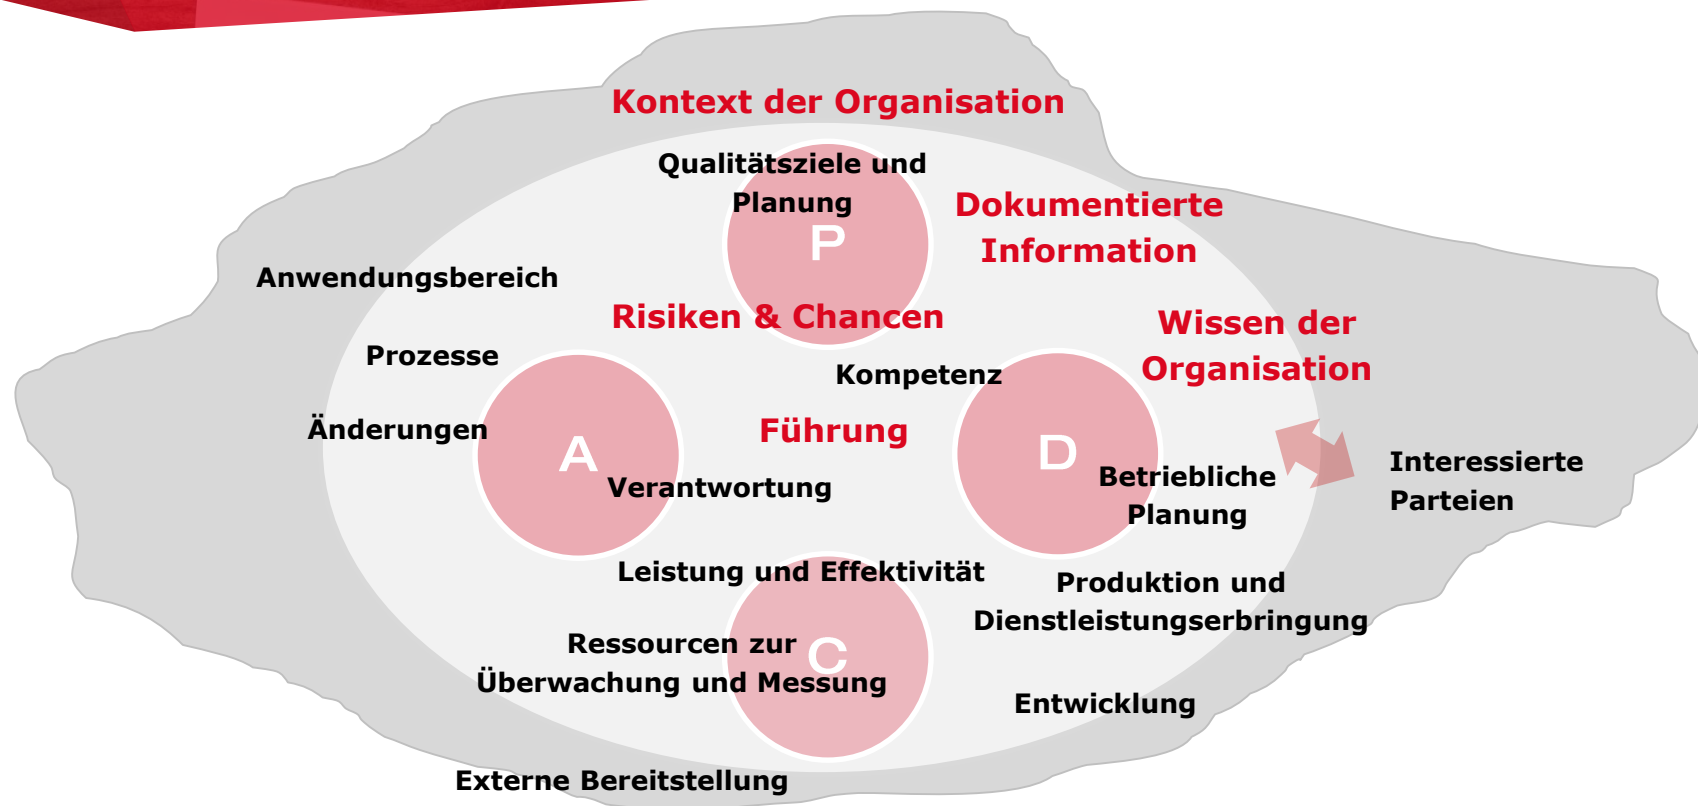 Kontext der Organisation
Qualitätsziele und
Planung
P
Dokumentierte
Information
Anwendungsbereich
Risiken & Chancen
Wissen der
Organisation
Prozesse
Kompetenz
Änderungen
Führung
A
D
Verantwortung
Betriebliche
Planung
Interessierte
Parteien
Leistung und Effektivität
Produktion und
Dienstleistungserbringung
Ressourcen zur
Überwachung und Messung
C
Entwicklung
Externe Bereitstellung